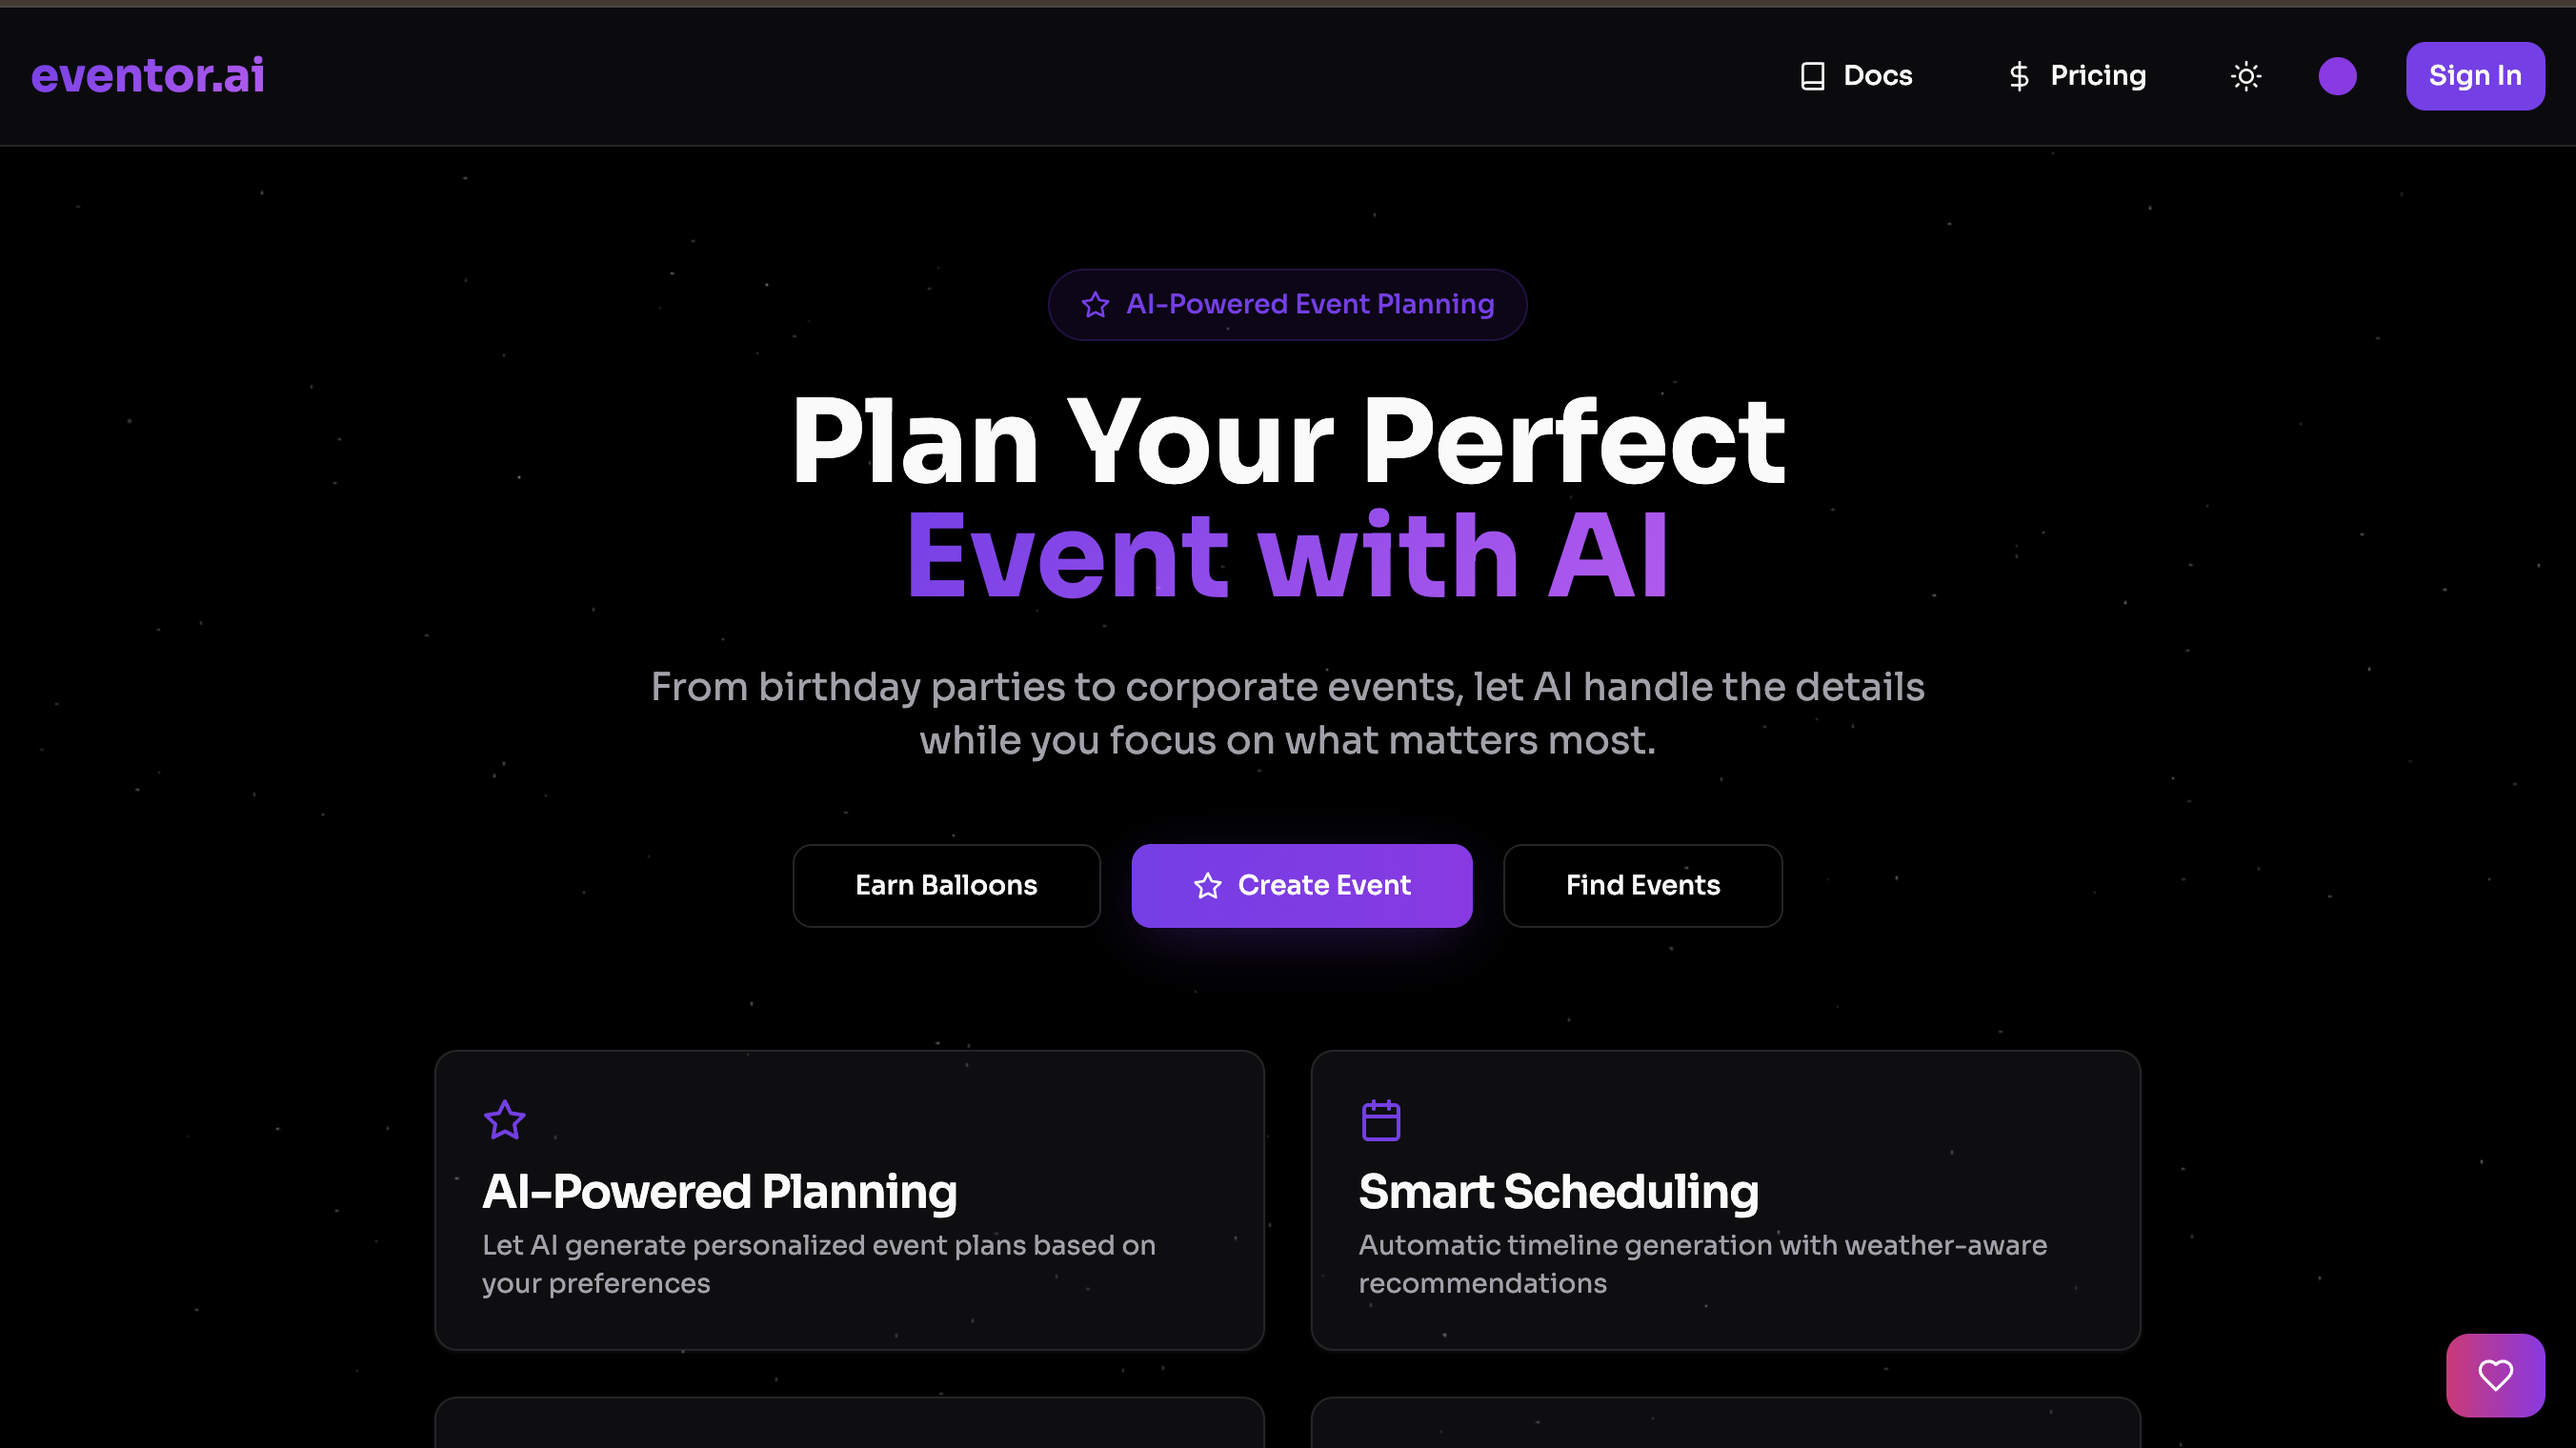 eventor.ai
Docs
Pricing
Sign In
AI-Powered Event Planning
Plan Your Perfect
Event with AI
From birthday parties to corporate events, let AI handle the details
while you focus on what matters most.
Earn Balloons
Create Event
Find Events
AI-Powered Planning
Let AI generate personalized event plans based on
your preferences
Smart Scheduling
Automatic timeline generation with weather-aware
recommendations